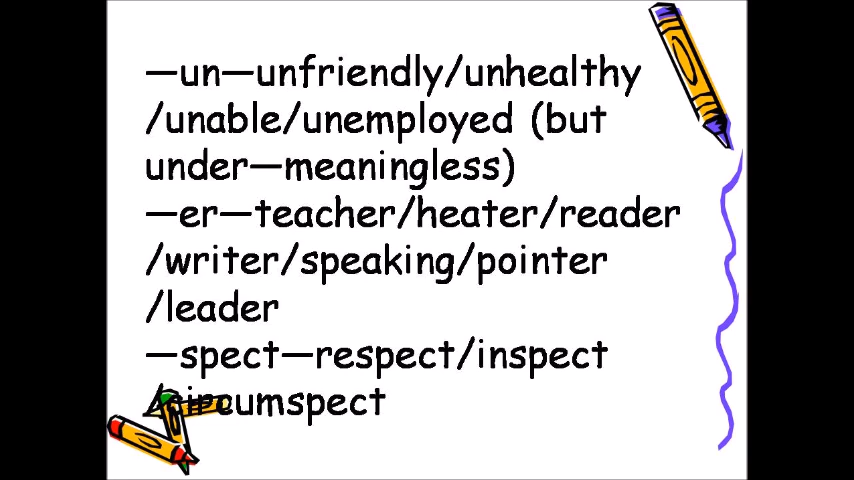 —un—unfriendly/unhealthy
/unable/unemployed (but
under—meaningless)
—er—teacher/heater/reader
/writer/speaking/pointer
/leader
—spect—respect/inspect
/circumspect